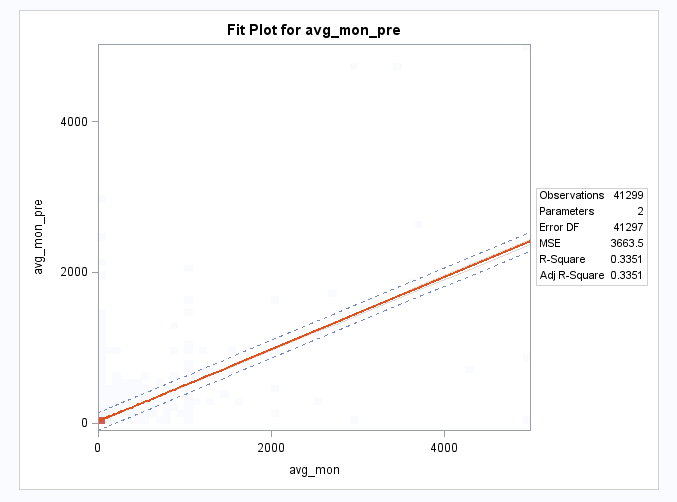 Fit Plot for avg_mon_pre
4000
2000
0
avg_mon_pre
0 2000 4000
avg_mon
Observations 41299
Parameters 2
Error DF 41297
MSE 3663.5
R-Square 0.3351
Adj R-Square 0.3351